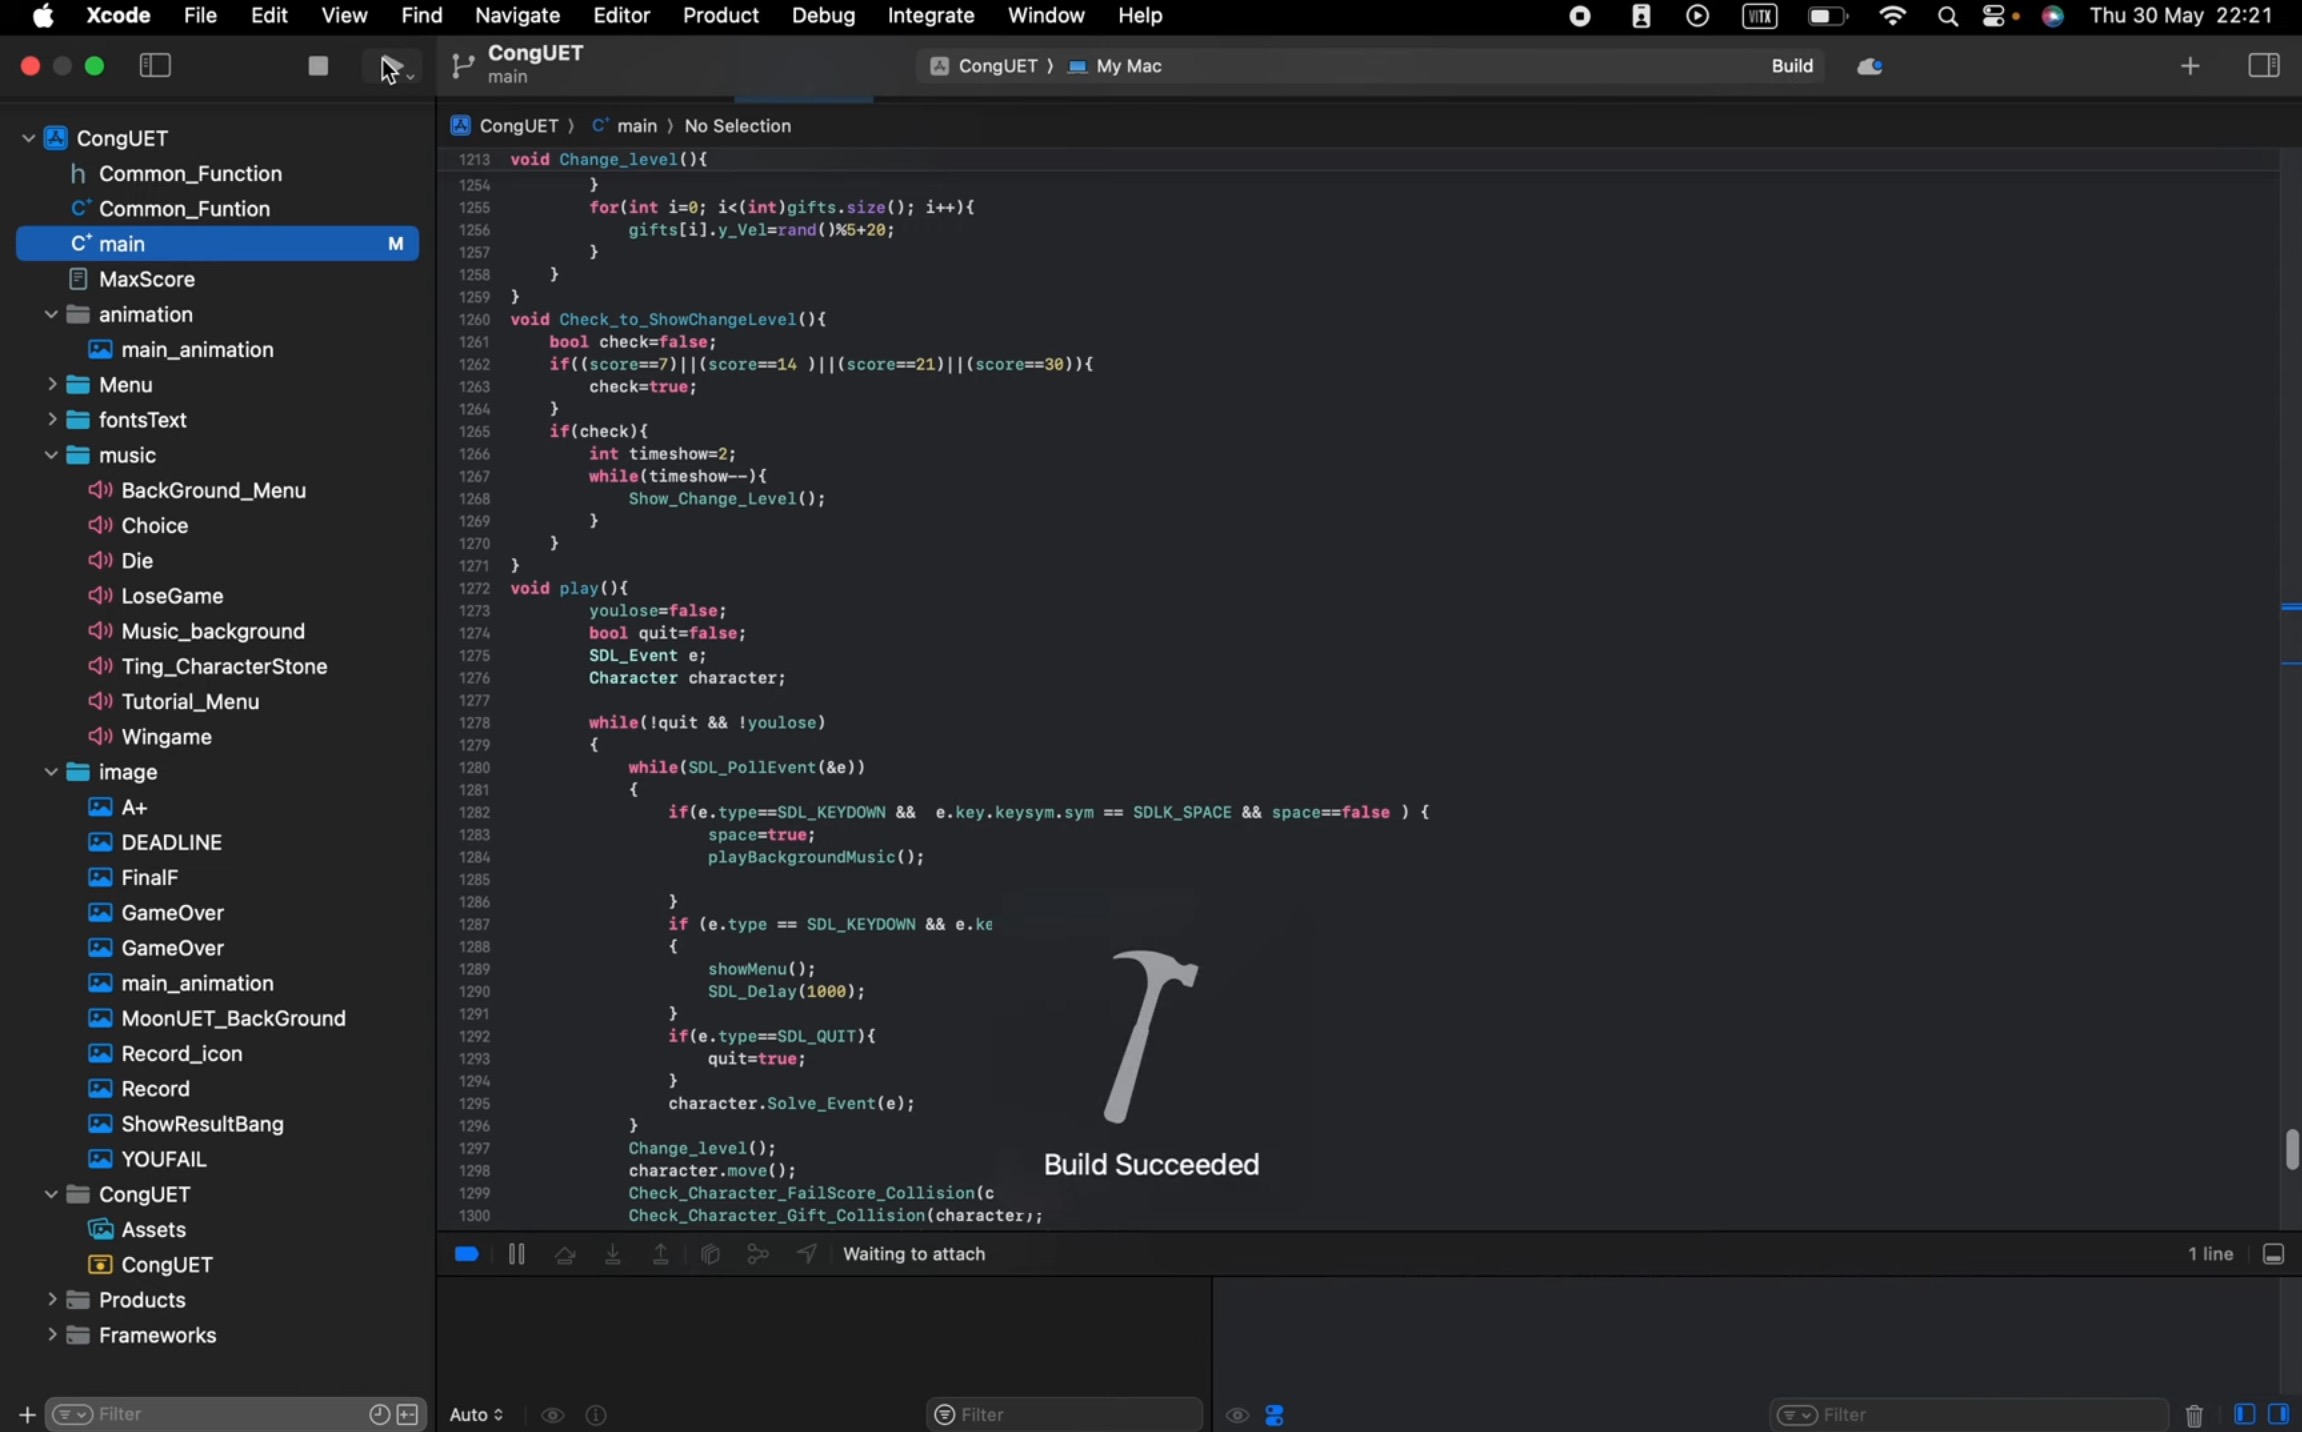 Xcode File Edit View Find Navigate Editor Product Debug Integrate Window Help VITX Thu 30 May 22:21
CongUET
main
CongUET 〉 My Mac Build
CongUET
Common_Function
Common_Funtion
main M
MaxScore
animation
main_animation
Menu
fontsText
music
BackGround_Menu
Choice
Die
LoseGame
Music_background
Ting_CharacterStone
Tutorial_Menu
Wingame
image
A+
DEADLINE
FinalF
GameOver
GameOver
main_animation
MoonUET_BackGround
Record_icon
Record
ShowResultBang
YOUFAIL
CongUET
Assets
CongUET
Products
Frameworks
Filter
CongUET 〉 main 〉 No Selection
1213 void Change_level(){
1254 }
1255 for(int i=0; i<(int)gifts.size(); i++){
1256 gifts[i].y_Vel=rand()%5+20;
1257 }
1258 }
1259 }
1260 void Check_to_ShowChangeLevel(){
1261 bool check=false;
1262 if((score==7)||(score==14 )||(score==21)||(score==30)){
1263 check=true;
1264 }
1265 if(check){
1266 int timeshow=2;
1267 while(timeshow--){
1268 Show_Change_Level();
1269 }
1270 }
1271 }
1272 void play(){
1273 youlose=false;
1274 bool quit=false;
1275 SDL_Event e;
1276 Character character;
1277
1278 while(!quit && !youlose)
1279 {
1280 while(SDL_PollEvent(&e))
1281 {
1282 if(e.type==SDL_KEYDOWN && e.key.keysym.sym == SDLK_SPACE && space==false ) {
1283 space=true;
1284 playBackgroundMusic();
1285
1286 }
1287 if (e.type == SDL_KEYDOWN && e.ke
1288 {
1289 showMenu();
1290 SDL_Delay(1000);
1291 }
1292 if(e.type==SDL_QUIT){
1293 quit=true;
1294 }
1295 character.Solve_Event(e);
1296 }
1297 Change_level();
1298 character.move();
1299 Check_Character_FailScore_Collision(c
1300 Check_Character_Gift_Collision(character);
Build Succeeded
Waiting to attach 1 line
Auto Filter Filter